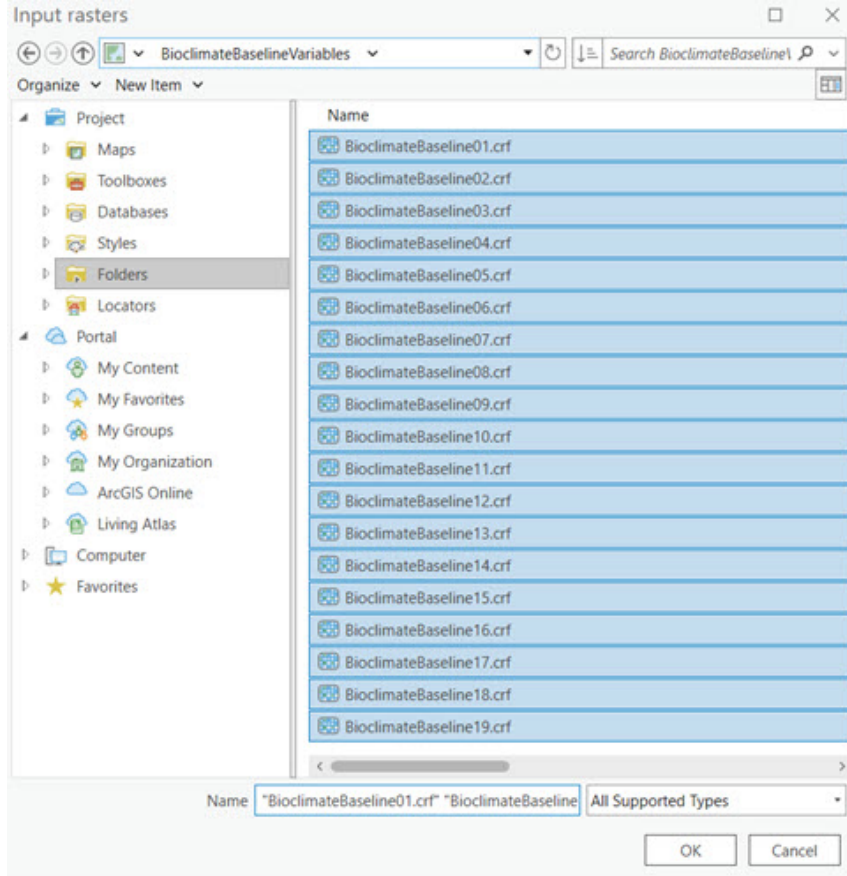 Input rasters
BioclimateBaselineVariables
Search BioclimateBaseline\
Organize New Item
Project
Maps
Toolboxes
Databases
Styles
Folders
Locators
Portal
My Content
My Favorites
My Groups
My Organization
ArcGIS Online
Living Atlas
Computer
Favorites
Name
BioclimateBaseline01.crf
BioclimateBaseline02.crf
BioclimateBaseline03.crf
BioclimateBaseline04.crf
BioclimateBaseline05.crf
BioclimateBaseline06.crf
BioclimateBaseline07.crf
BioclimateBaseline08.crf
BioclimateBaseline09.crf
BioclimateBaseline10.crf
BioclimateBaseline11.crf
BioclimateBaseline12.crf
BioclimateBaseline13.crf
BioclimateBaseline14.crf
BioclimateBaseline15.crf
BioclimateBaseline16.crf
BioclimateBaseline17.crf
BioclimateBaseline18.crf
BioclimateBaseline19.crf
Name "BioclimateBaseline01.crf" "BioclimateBaseline All Supported Types
OK Cancel